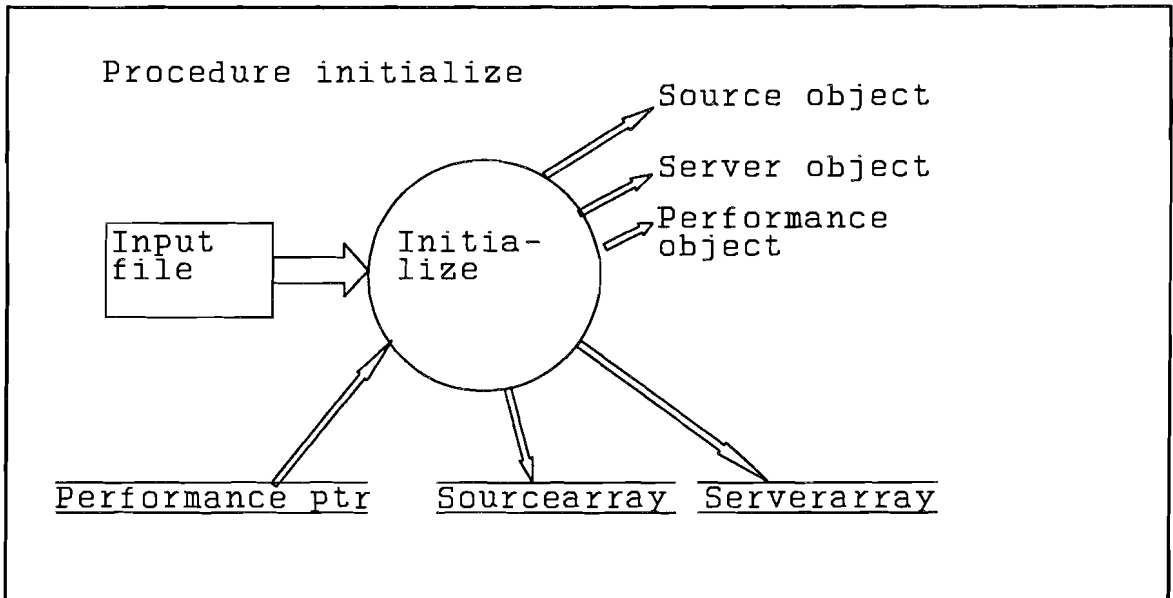 Procedure initialize
Source object
Server object
Performance
object
Input
file
Initia-
lize
Performance ptr
Sourcearray
Serverarray